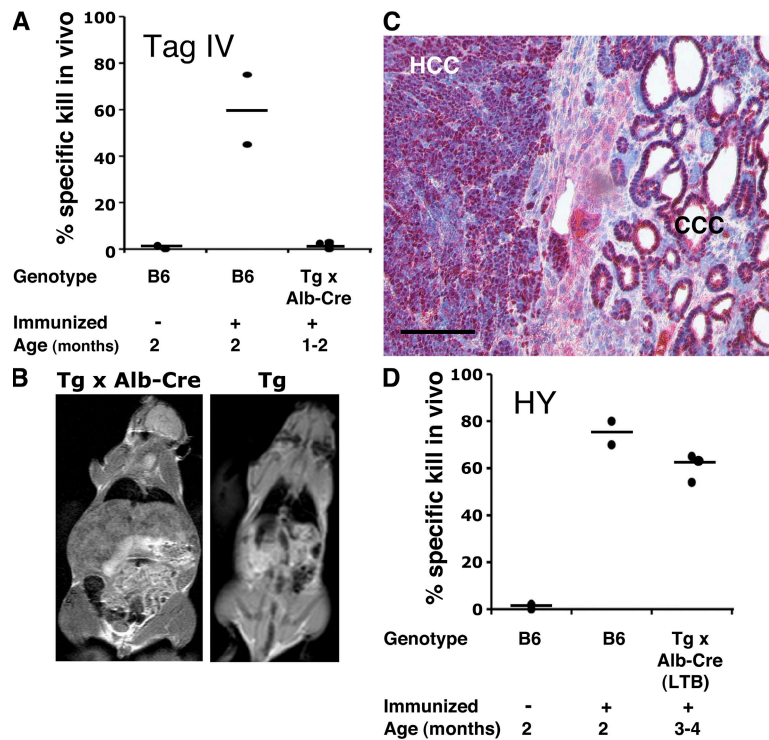 A
Tag IV
% specific kill in vivo
100
80
60
40
20
0
Genotype B6 B6 Tg x
Alb-Cre
Immunized - + +
Age (months) 2 2 1-2
B
Tg x Alb-Cre Tg
C
HCC
CCC
D
HY
% specific kill in vivo
100
80
60
40
20
0
Genotype B6 B6 Tg x
Alb-Cre
(LTB)
Immunized - + +
Age (months) 2 2 3-4